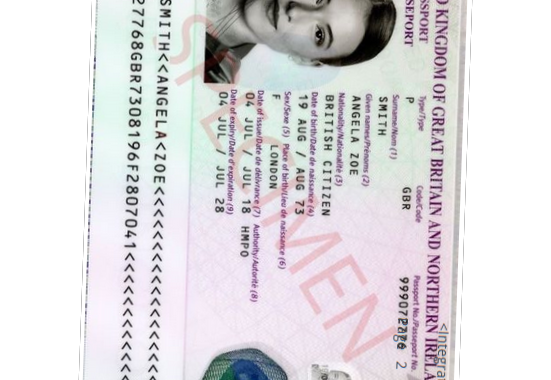 D KINGDOM OF GREAT BRITAIN AND NORTHERN IRELA
PASSPORT
PASSEPORT
Type/Type
Code/Code
Passport No./Passeport No.
P
GBR
Page 2
Surname/Nom (1)
SMITH
Given names/Prénoms (2)
ANGELA ZOE
Nationality/Nationalité (3)
BRITISH CITIZEN
Date of birth/Date de naissance (4)
19 AUG / AUG 73
Sex/Sexe (5) Place of birth/Lieu de naissance (6)
F LONDON
Date of issue/Date de délivrance (7) Authority/Autorité (8)
04 JUL / JUL 18 HMPO
Date of expiry/Date d'expiration (9)
04 JUL / JUL 28
SPECIMEN
SMITH<<ANGELA<ZOE<<<<<<<<<<<<<<<<
27768GBR7308196F2807041<<<<<<<<